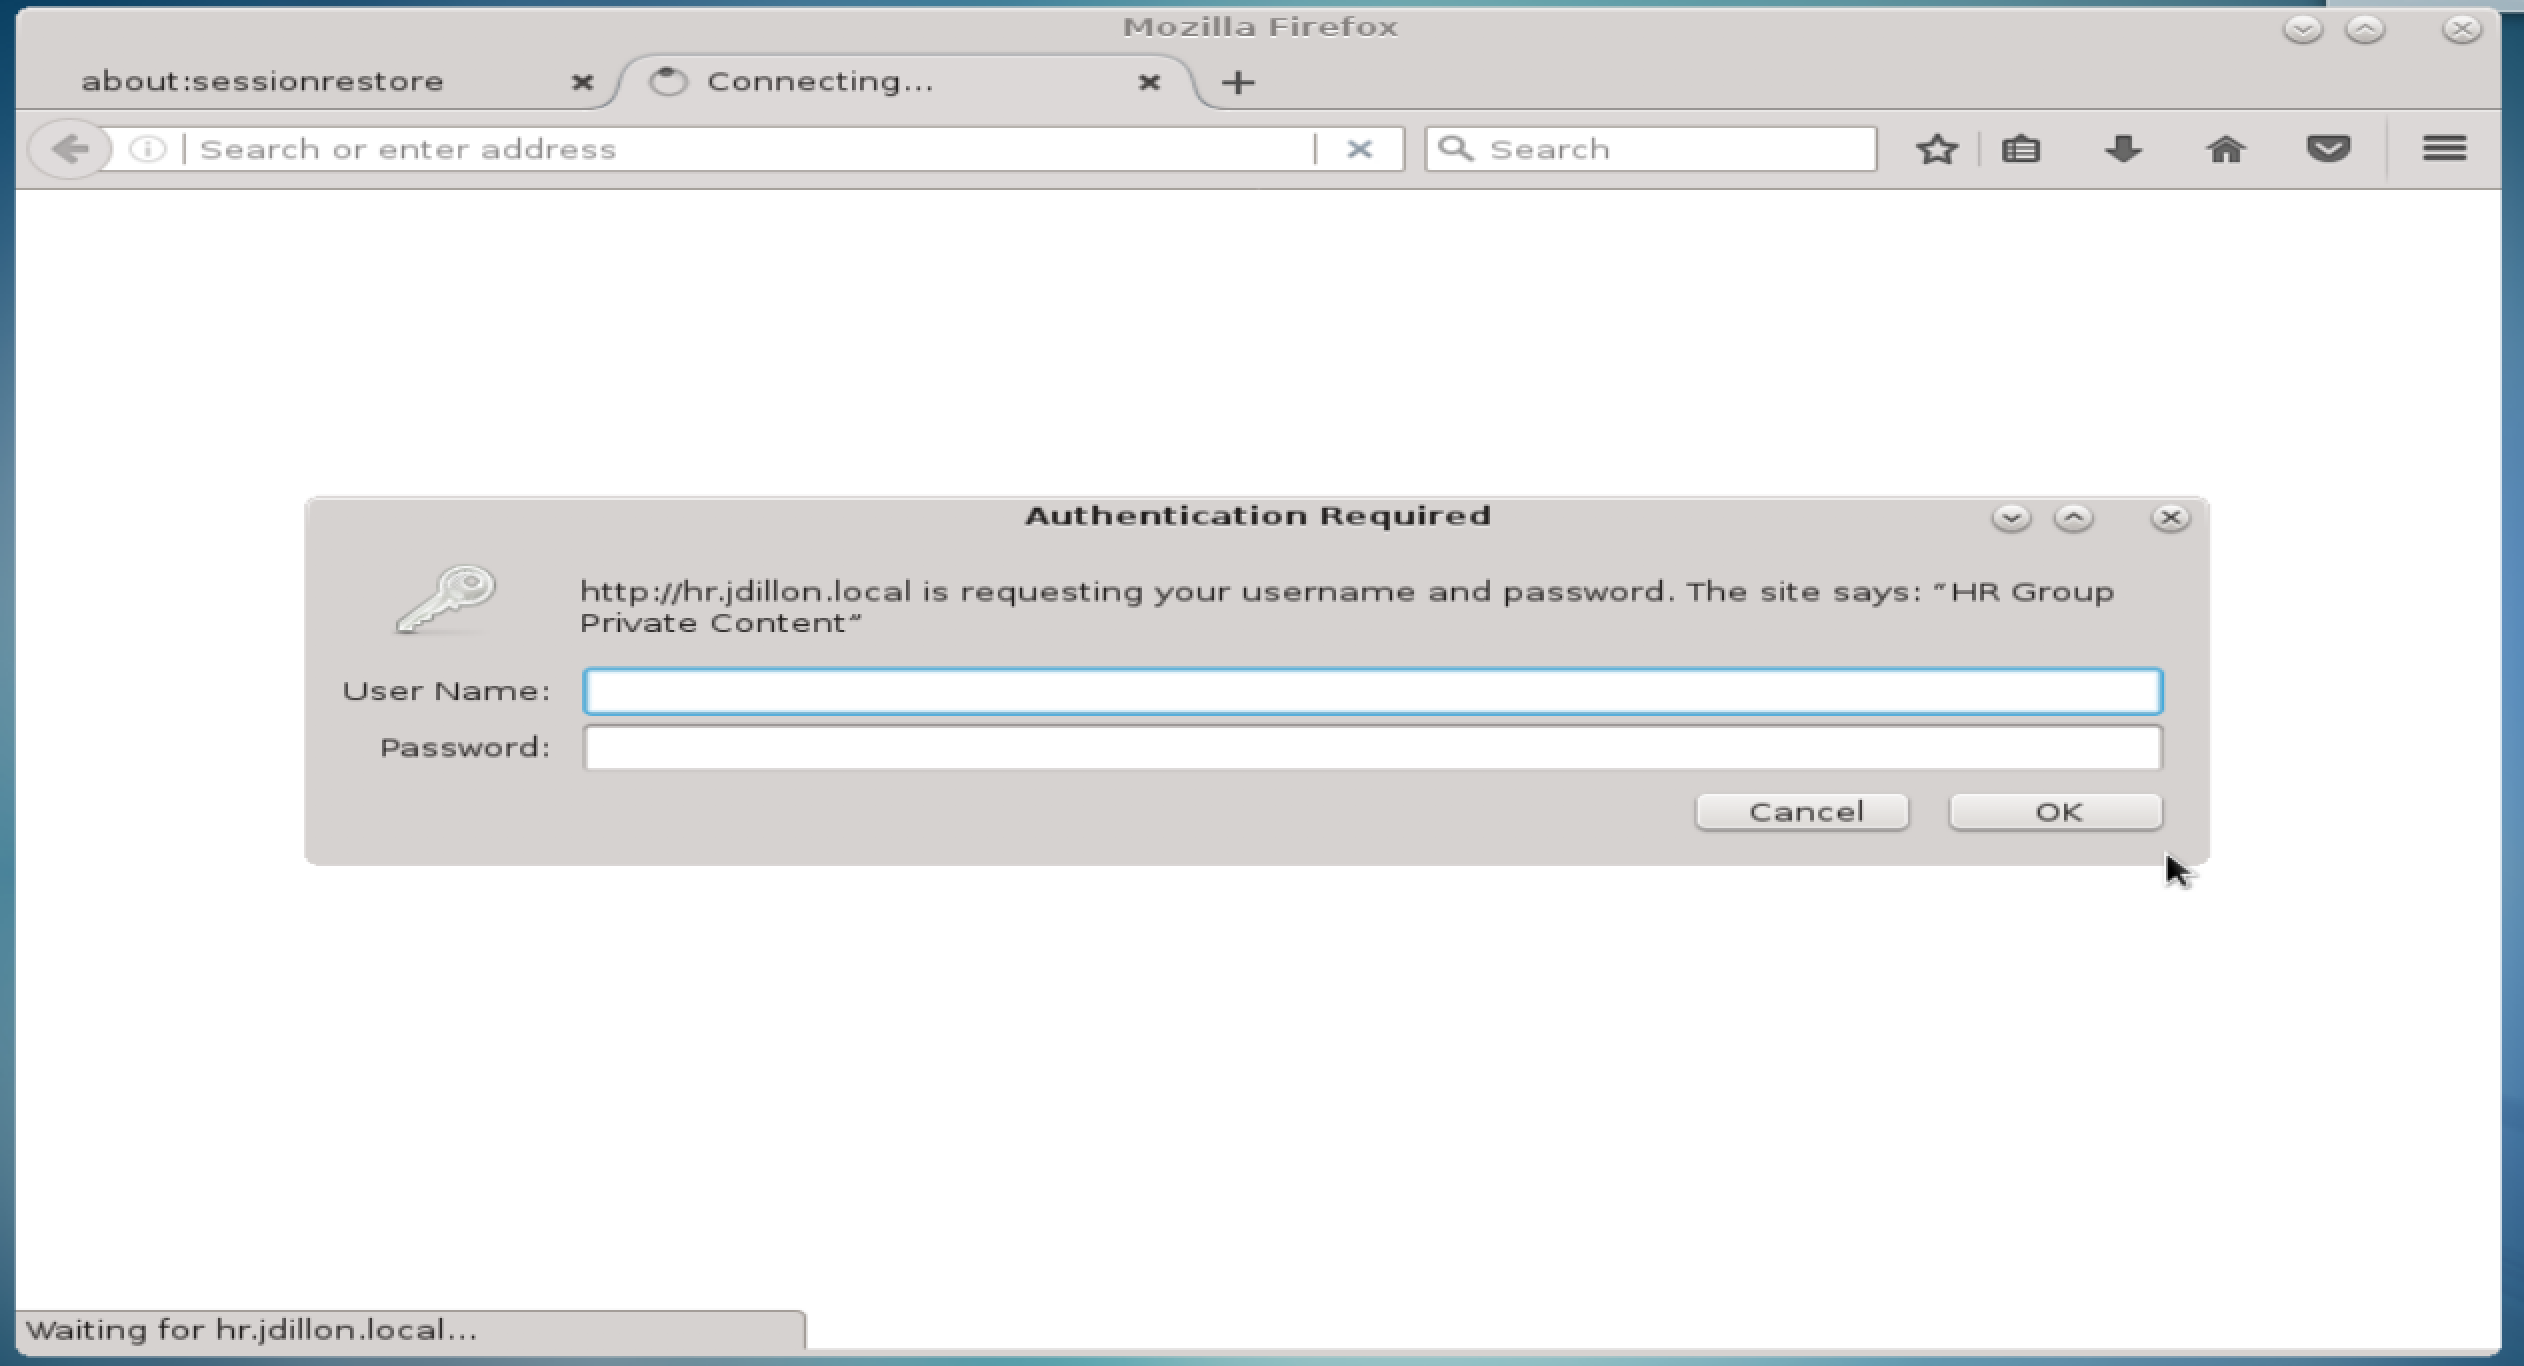 Mozilla Firefox
about:sessionrestore
Connecting...
Search or enter address
Search
Authentication Required
http://hr.jdillon.local is requesting your username and password. The site says: “HR Group
Private Content”
User Name:
Password:
Cancel
OK
Waiting for hr.jdillon.local...